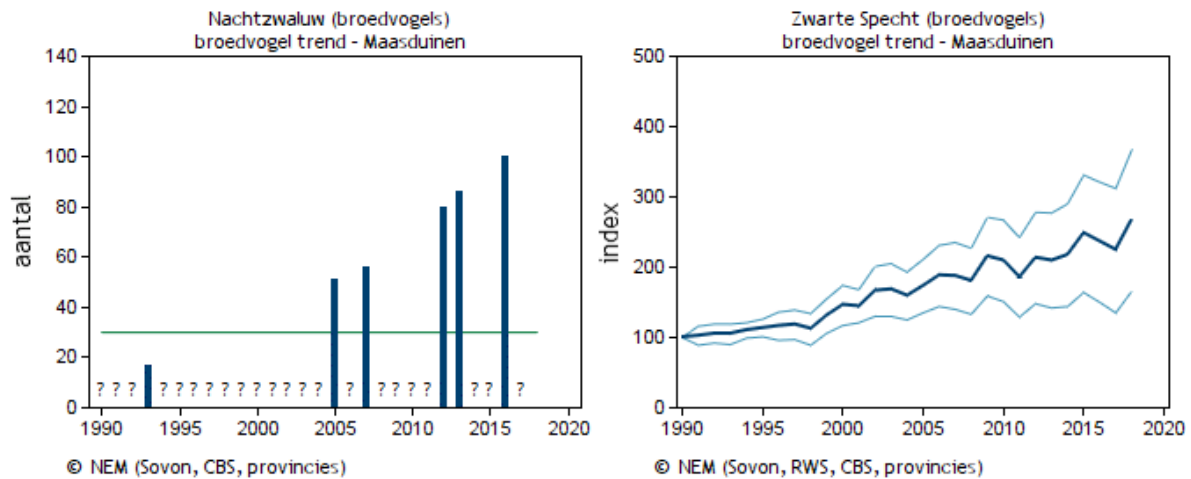 Nachtzwaluw (broedvogels)
broedvogel trend - Maasduinen
140
120
100
80
60
40
20
0
aantal
? ? ? ? ? ? ? ? ? ? ? ? ? ? ? ? ? ? ? ? ? ? ?
1990 1995 2000 2005 2010 2015 2020
© NEM (Sovon, CBS, provincies)
Zwarte Specht (broedvogels)
broedvogel trend - Maasduinen
500
400
300
200
100
0
index
1990 1995 2000 2005 2010 2015 2020
© NEM (Sovon, RWS, CBS, provincies)